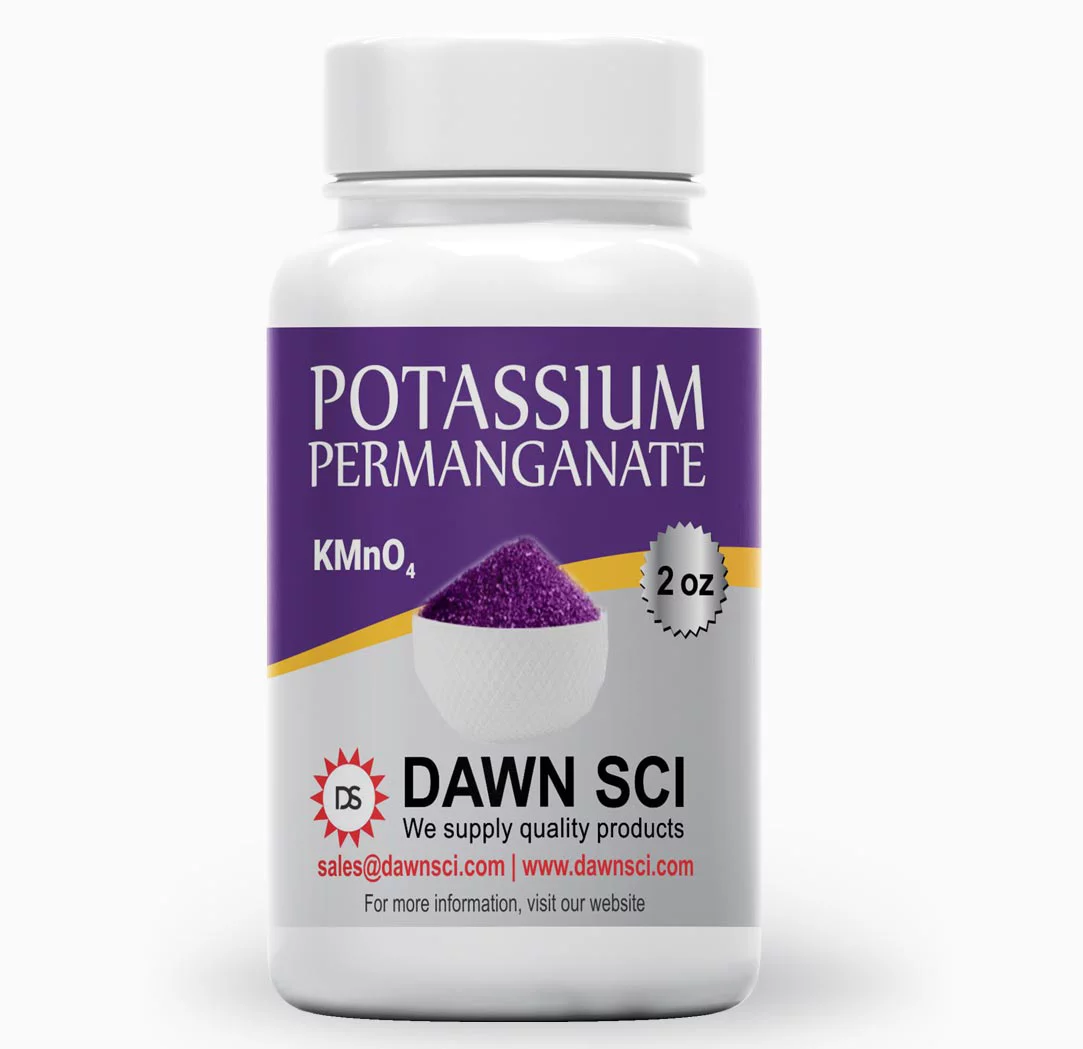 POTASSIUM
PERMANGANATE
KMnO₄
2 oz
DS
DAWN SCI
We supply quality products
sales@dawnsci.com | www.dawnsci.com
For more information, visit our website